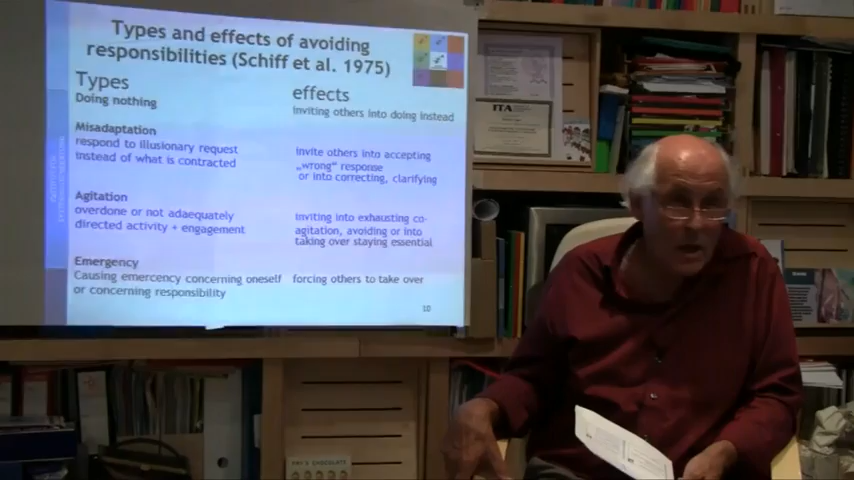 Types and effects of avoiding
responsibilities (Schiff et al. 1975)
Types
Doing nothing
effects
inviting others into doing instead
Misadaptation
respond to illusionary request
instead of what is contracted
invite others into accepting
„wrong“ response
or into correcting, clarifying
Agitation
overdone or not adaequately
directed activity + engagement
inviting into exhausting co-
agitation, avoiding or into
taking over staying essential
Emergency
Causing emercency concerning oneself
or concerning responsibility
forcing others to take over
10
ITA
FRY'S CHOCOLATE